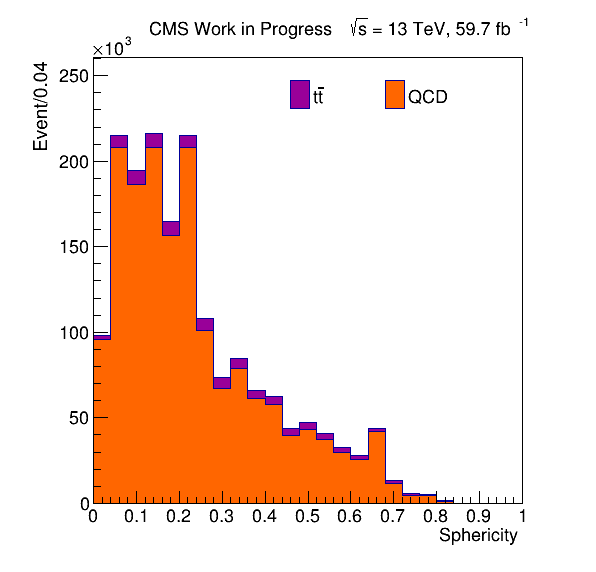 CMS Work in Progress √s = 13 TeV, 59.7 fb ⁻¹
×10³
Event/0.04
250
200
150
100
50
0
tt̄
QCD
0 0.1 0.2 0.3 0.4 0.5 0.6 0.7 0.8 0.9 1
Sphericity